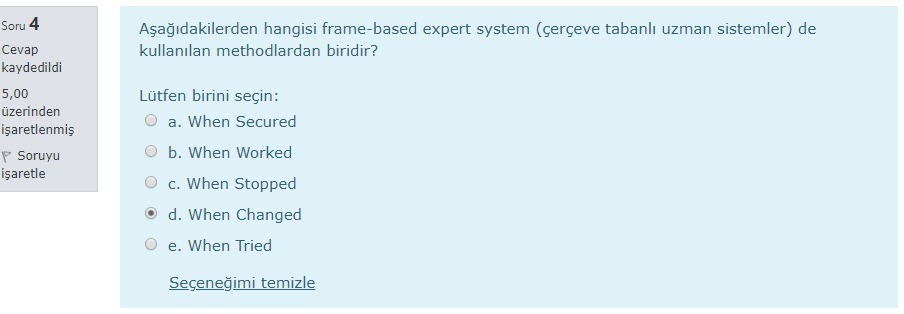 Soru 4
Cevap
kaydedildi
5,00
üzerinden
işaretlenmiş
Soruyu
işaretle
Aşağıdakilerden hangisi frame-based expert system (çerçeve tabanlı uzman sistemler) de
kullanılan methodlardan biridir?
Lütfen birini seçin:
a. When Secured
b. When Worked
c. When Stopped
d. When Changed
e. When Tried
Seçeneğimi temizle